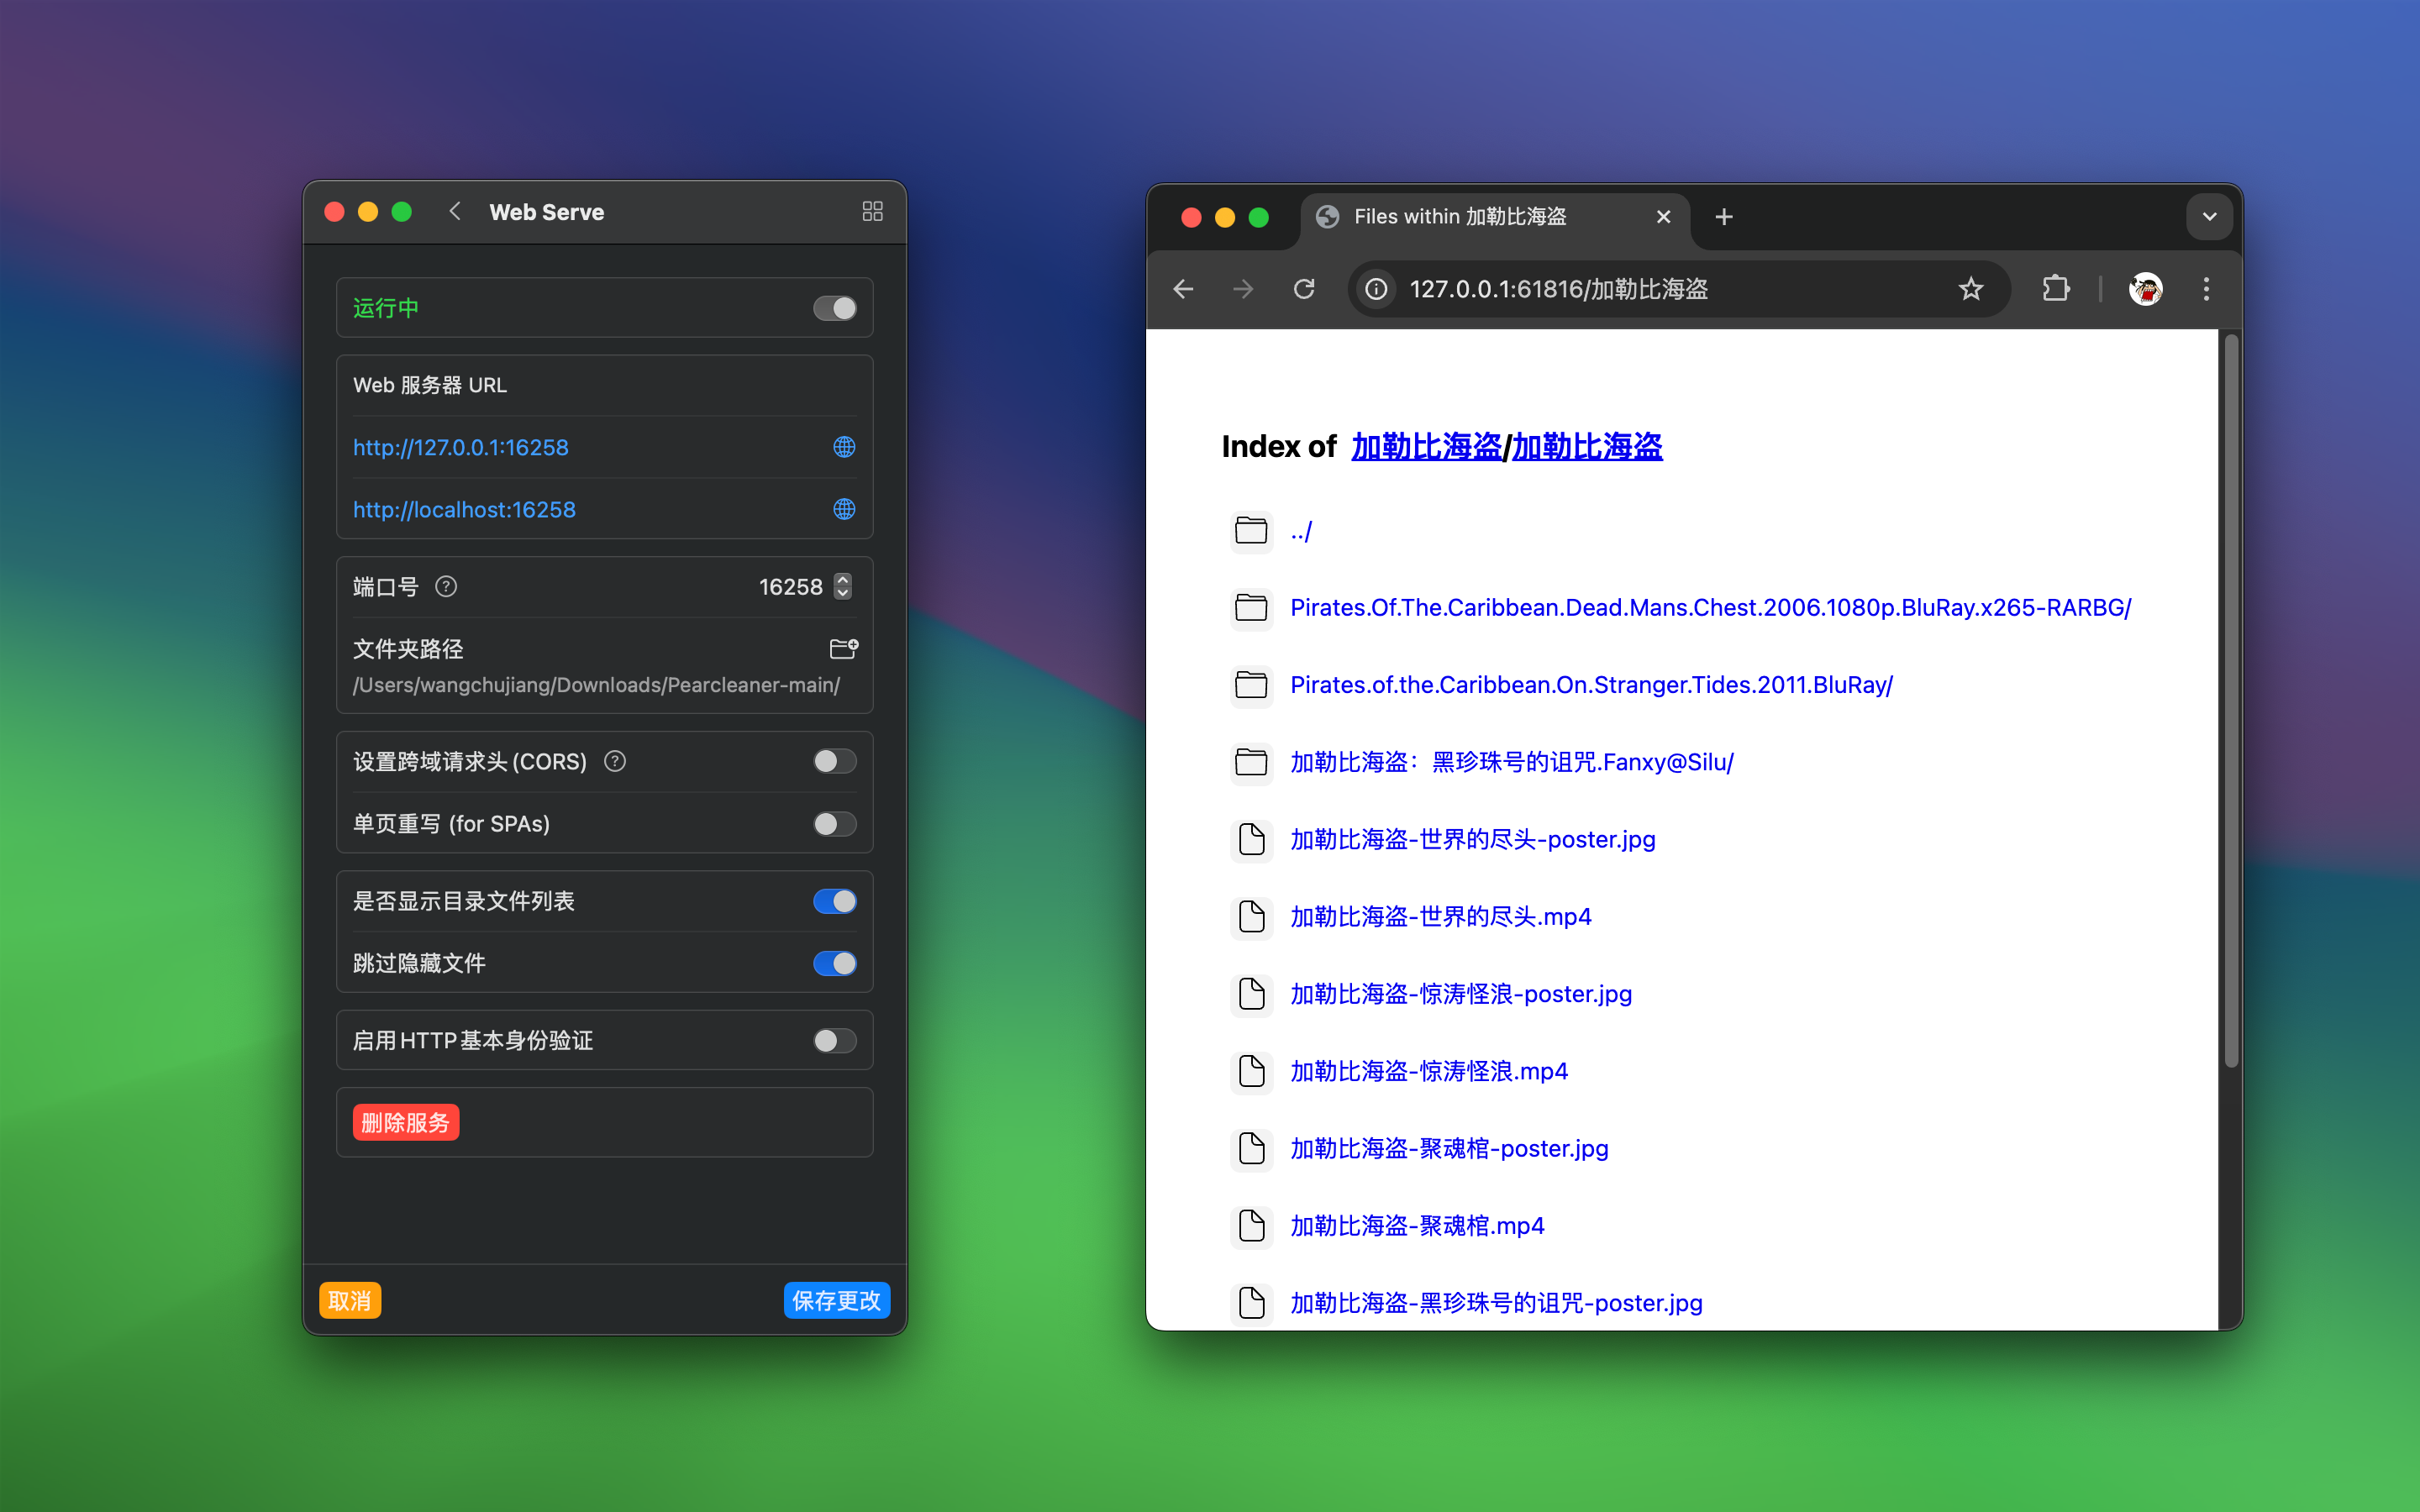 Web Serve
运行中
Web 服务器 URL
http://127.0.0.1:16258
http://localhost:16258
端口号 ?
16258
文件夹路径
/Users/wangchujiang/Downloads/Pearcleaner-main/
设置跨域请求头(CORS) ?
单页重写 (for SPAs)
是否显示目录文件列表
跳过隐藏文件
启用HTTP基本身份验证
删除服务
取消
保存更改
Files within 加勒比海盗
127.0.0.1:61816/加勒比海盗
Index of 加勒比海盗/加勒比海盗
../
Pirates.Of.The.Caribbean.Dead.Mans.Chest.2006.1080p.BluRay.x265-RARBG/
Pirates.of.the.Caribbean.On.Stranger.Tides.2011.BluRay/
加勒比海盗：黑珍珠号的诅咒.Fanxy@Silu/
加勒比海盗-世界的尽头-poster.jpg
加勒比海盗-世界的尽头.mp4
加勒比海盗-惊涛怪浪-poster.jpg
加勒比海盗-惊涛怪浪.mp4
加勒比海盗-聚魂棺-poster.jpg
加勒比海盗-聚魂棺.mp4
加勒比海盗-黑珍珠号的诅咒-poster.jpg